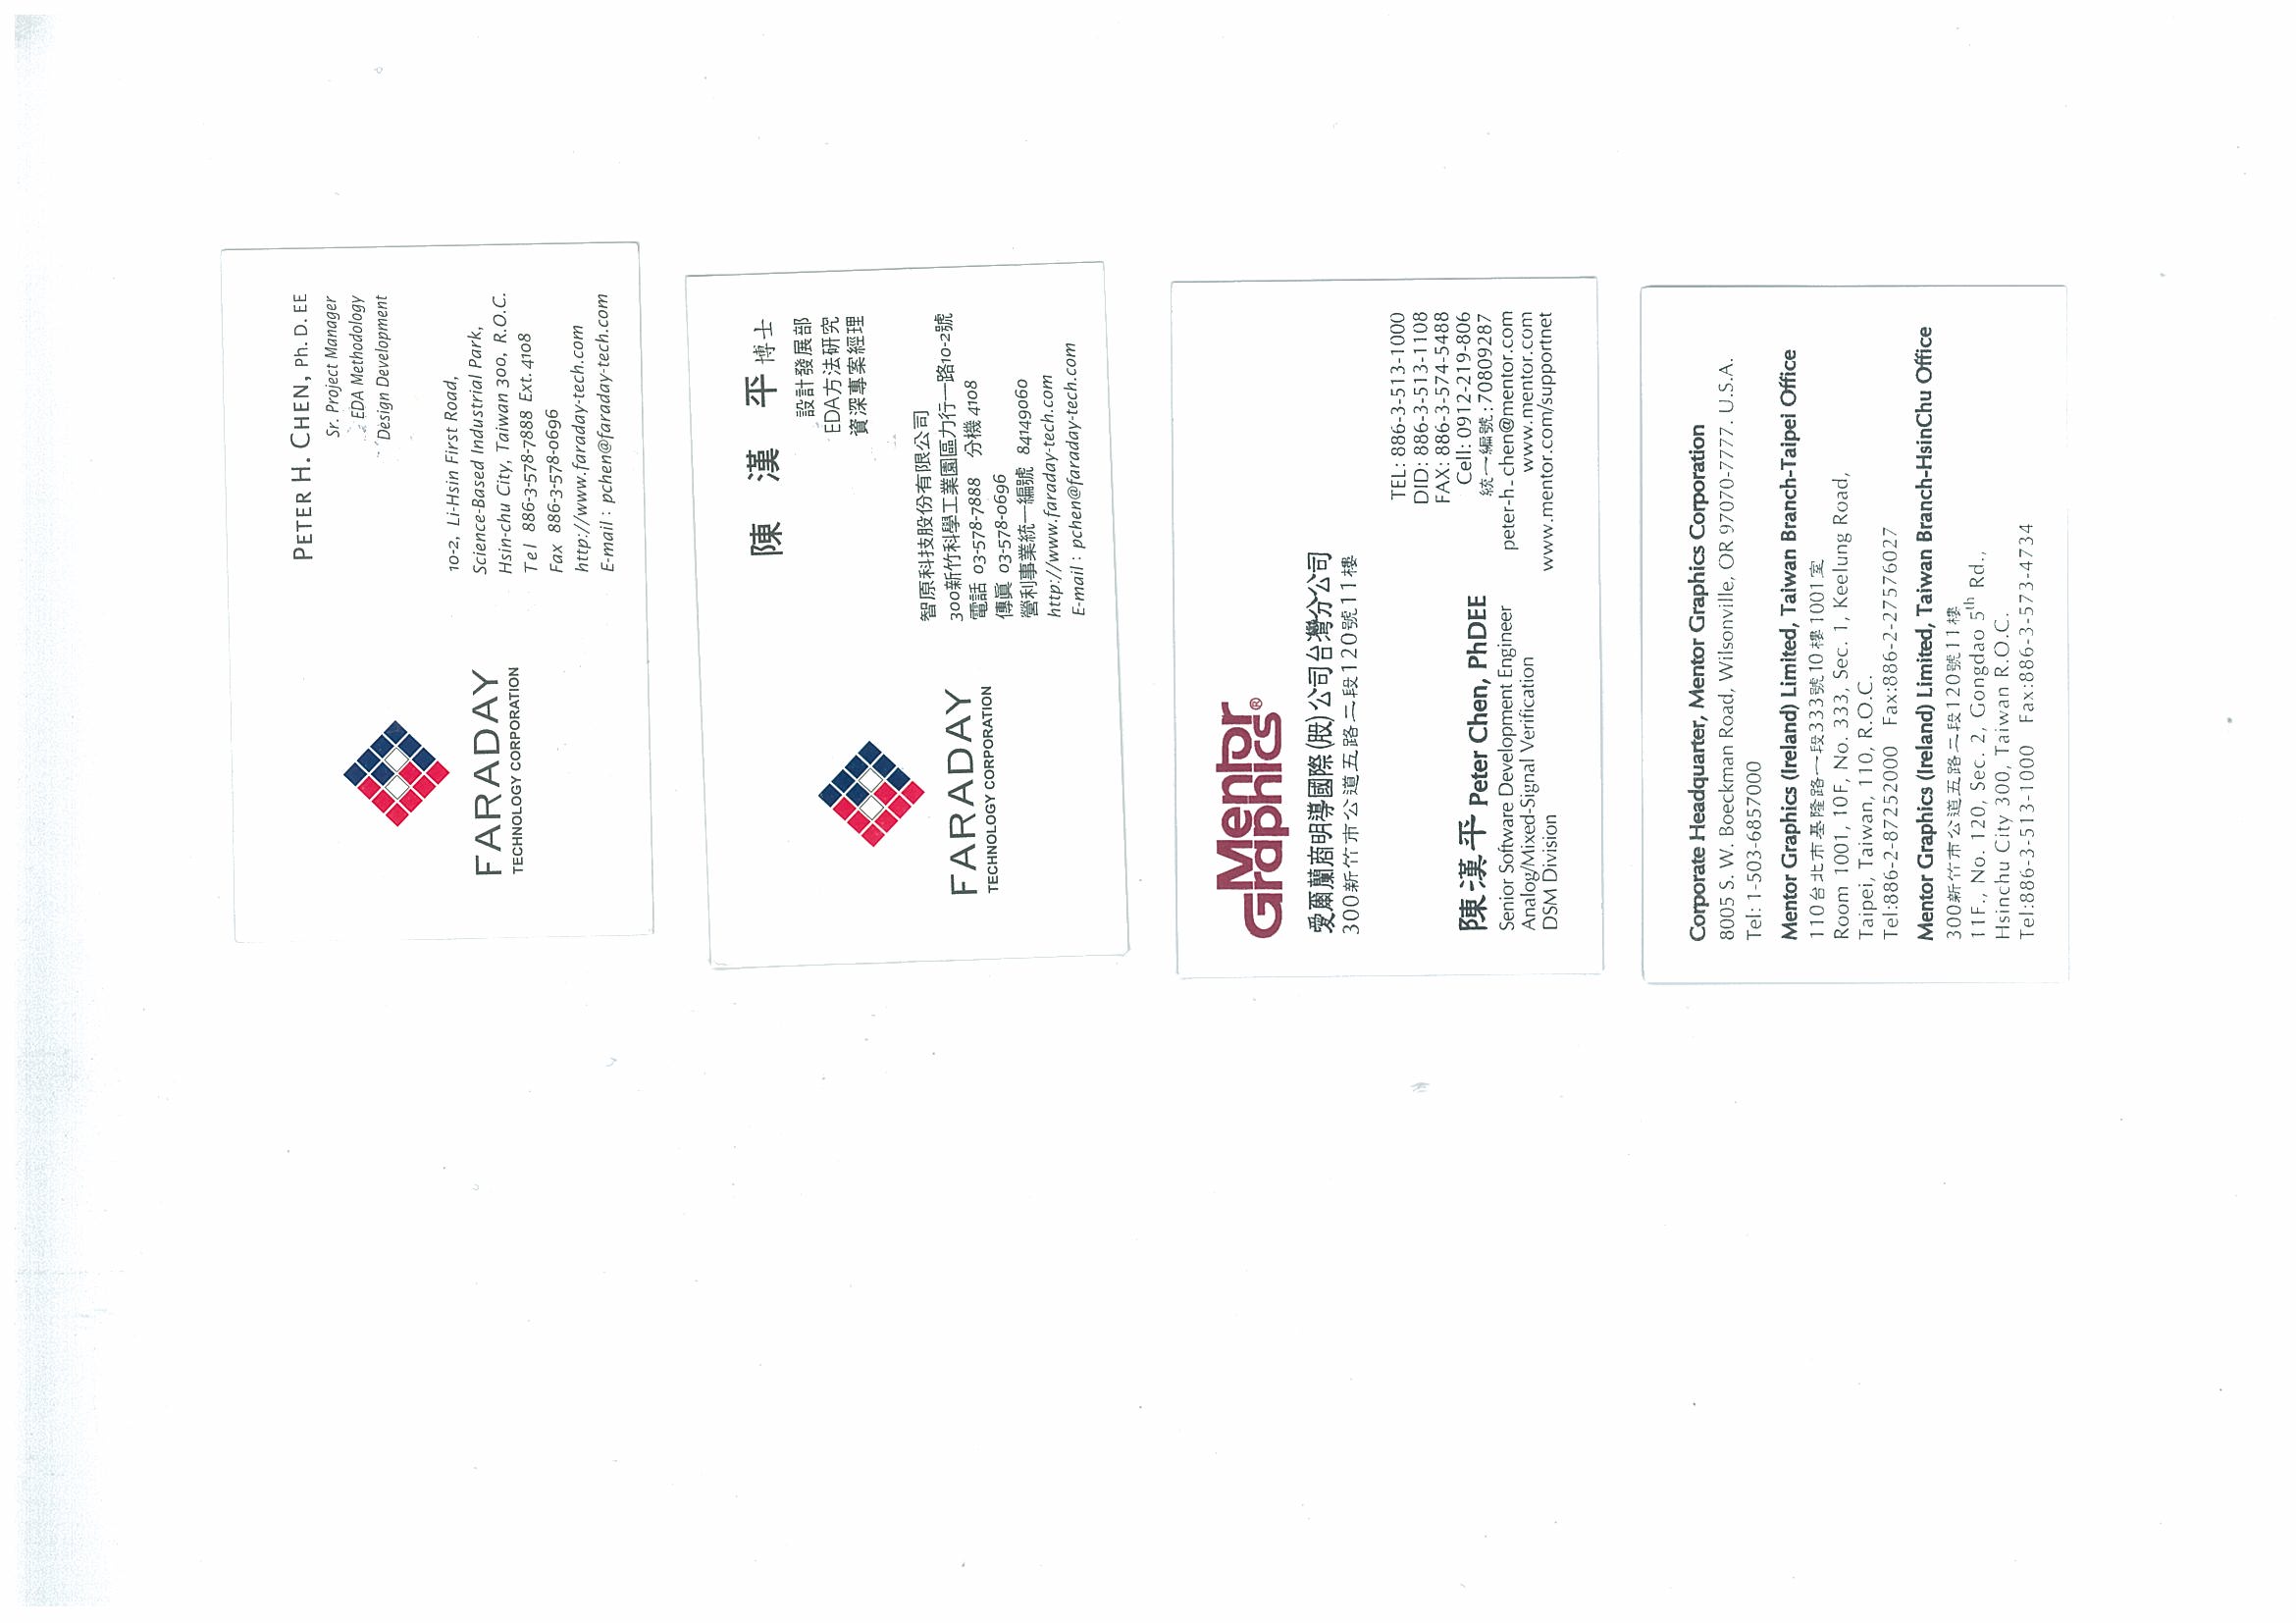 PETER H. CHEN, Ph. D. EE
Sr. Project Manager
EDA Methodology
Design Development
FARADAY
TECHNOLOGY CORPORATION
10-2, Li-Hsin First Road,
Science-Based Industrial Park,
Hsin-chu City, Taiwan 300, R.O.C.
Tel 886-3-578-7888 Ext.4108
Fax 886-3-578-0696
http://www.faraday-tech.com
E-mail : pchen@faraday-tech.com
陳 漢 平 博士
設計發展部
EDA方法研究
資深專案經理
FARADAY
TECHNOLOGY CORPORATION
智原科技股份有限公司
300新竹科學工業園區力行一路10-2號
電話 03-578-7888 分機 4108
傳真 03-578-0696
營利事業統一編號 84149060
http://www.faraday-tech.com
E-mail : pchen@faraday-tech.com
Mentor
Graphics®
愛爾蘭商明導國際(股)公司台灣分公司
300新竹市公道五路二段120號11樓
TEL: 886-3-513-1000
DID: 886-3-513-1108
FAX: 886-3-574-5488
Cell: 0912-219-806
統一編號:70809287
peter-h- chen@mentor.com
www.mentor.com
www.mentor.com/supportnet
陳漢平 Peter Chen, PhDEE
Senior Software Development Engineer
Analog/Mixed-Signal Verification
DSM Division
Corporate Headquarter, Mentor Graphics Corporation
8005 S. W. Boeckman Road, Wilsonville, OR 97070-7777. U.S.A.
Tel: 1-503-6857000
Mentor Graphics (Ireland) Limited, Taiwan Branch-Taipei Office
110台北市基隆路一段333號10樓1001室
Room 1001, 10F, No. 333, Sec. 1, Keelung Road,
Taipei, Taiwan, 110, R.O.C.
Tel:886-2-87252000 Fax:886-2-27576027
Mentor Graphics (Ireland) Limited, Taiwan Branch-HsinChu Office
300新竹市公道五路二段120號11樓
11F., No. 120, Sec. 2, Gongdao 5th Rd.,
Hsinchu City 300, Taiwan R.O.C.
Tel:886-3-513-1000 Fax:886-3-573-4734